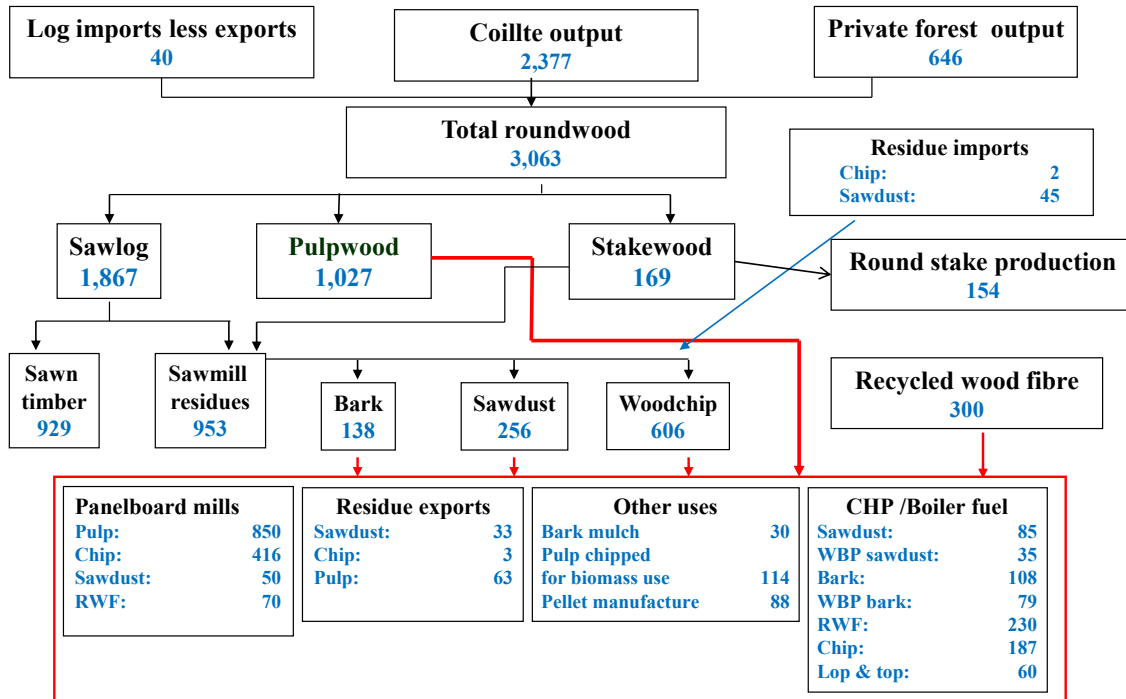 Log imports less exports
40
Coillte output
2,377
Private forest output
646
Total roundwood
3,063
Residue imports
Chip: 2
Sawdust: 45
Sawlog
1,867
Pulpwood
1,027
Stakewood
169
Round stake production
154
Sawn
timber
929
Sawmill
residues
953
Bark
138
Sawdust
256
Woodchip
606
Recycled wood fibre
300
Panelboard mills
Pulp: 850
Chip: 416
Sawdust: 50
RWF: 70
Residue exports
Sawdust: 33
Chip: 3
Pulp: 63
Other uses
Bark mulch 30
Pulp chipped
for biomass use 114
Pellet manufacture 88
CHP /Boiler fuel
Sawdust: 85
WBP sawdust: 35
Bark: 108
WBP bark: 79
RWF: 230
Chip: 187
Lop & top: 60